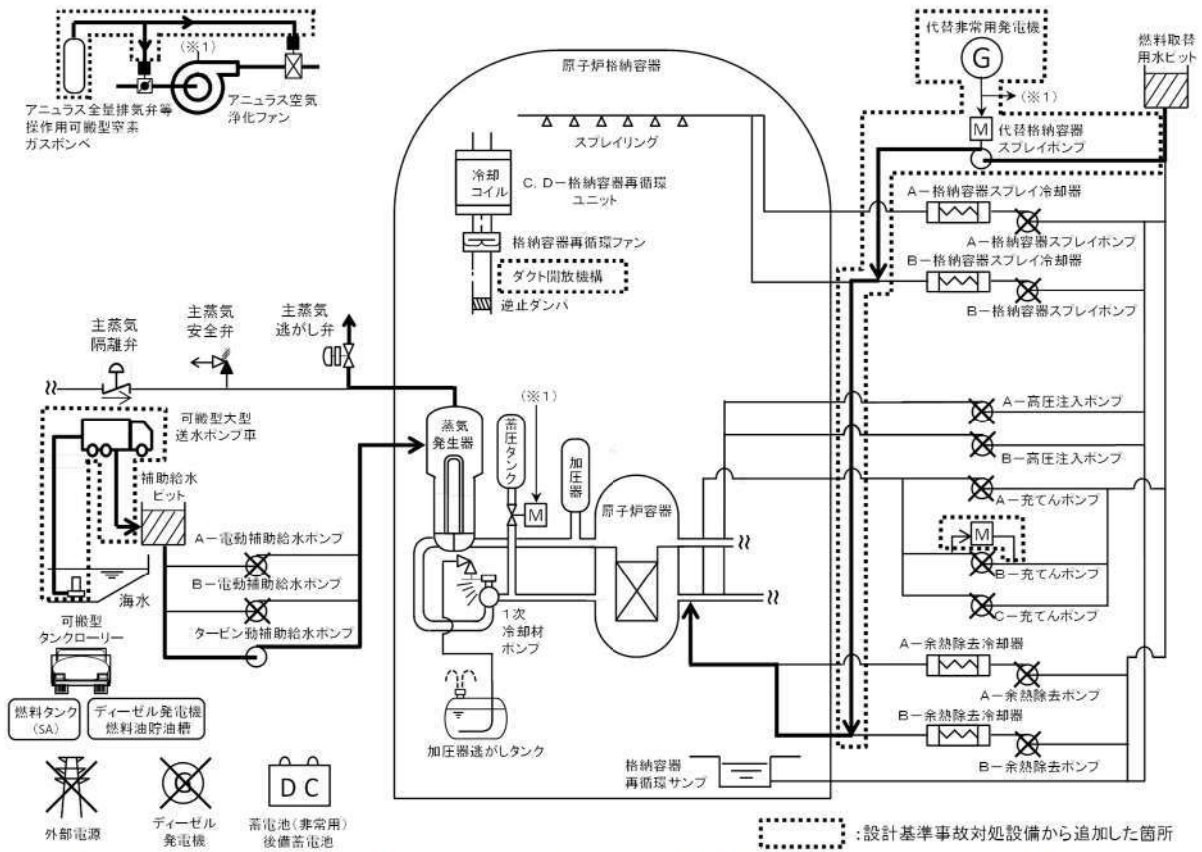 (※1)
アニュラス全量排気弁等
操作用可搬型窒素
ガスボンベ
アニュラス空気
浄化ファン
原子炉格納容器
スプレイリング
冷却
コイル
C, D－格納容器再循環
ユニット
格納容器再循環ファン
ダクト開放機構
逆止ダンパ
代替非常用発電機
G
(※1)
M
代替格納容器
スプレイポンプ
燃料取替
用水ピット
A－格納容器スプレイ冷却器
A－格納容器スプレイポンプ
B－格納容器スプレイ冷却器
B－格納容器スプレイポンプ
主蒸気
隔離弁
主蒸気
安全弁
主蒸気
逃がし弁
可搬型大型
送水ポンプ車
補助給水
ピット
海水
A－電動補助給水ポンプ
B－電動補助給水ポンプ
タービン動補助給水ポンプ
蒸気
発生器
蓄圧タンク
(※1)
M
加圧器
原子炉容器
1次
冷却材
ポンプ
加圧器逃がしタンク
A－高圧注入ポンプ
B－高圧注入ポンプ
A－充てんポンプ
M
B－充てんポンプ
C－充てんポンプ
A－余熱除去冷却器
A－余熱除去ポンプ
B－余熱除去冷却器
B－余熱除去ポンプ
格納容器
再循環サンプ
可搬型
タンクローリー
燃料タンク
(SA)
ディーゼル発電機
燃料油貯油槽
外部電源
ディーゼル
発電機
DC
蓄電池(非常用)
後備蓄電池
：設計基準事故対処設備から追加した箇所